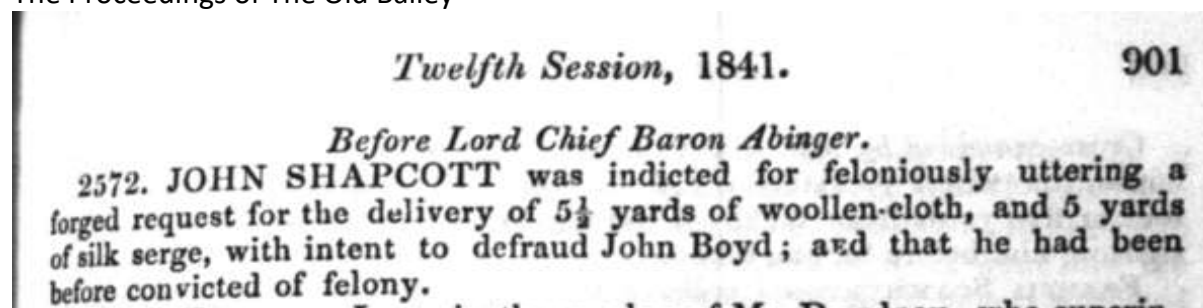 The Proceedings of The Old Bailey
Twelfth Session, 1841. 901
Before Lord Chief Baron Abinger.
2572. JOHN SHAPCOTT was indicted for feloniously uttering a
forged request for the delivery of 5½ yards of woollen-cloth, and 5 yards
of silk serge, with intent to defraud John Boyd; and that he had been
before convicted of felony.